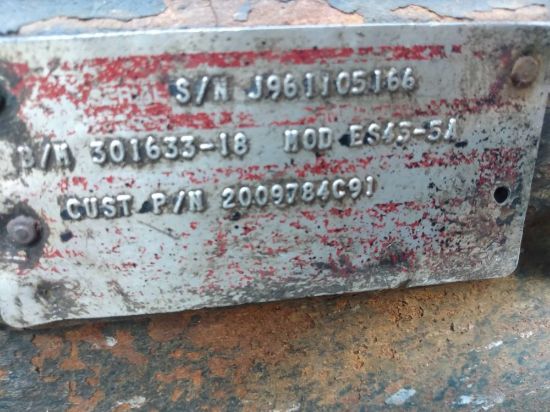 S/N J961105166
B/M 301633-18 MOD ES43-5A
CUST P/N 2009784C91